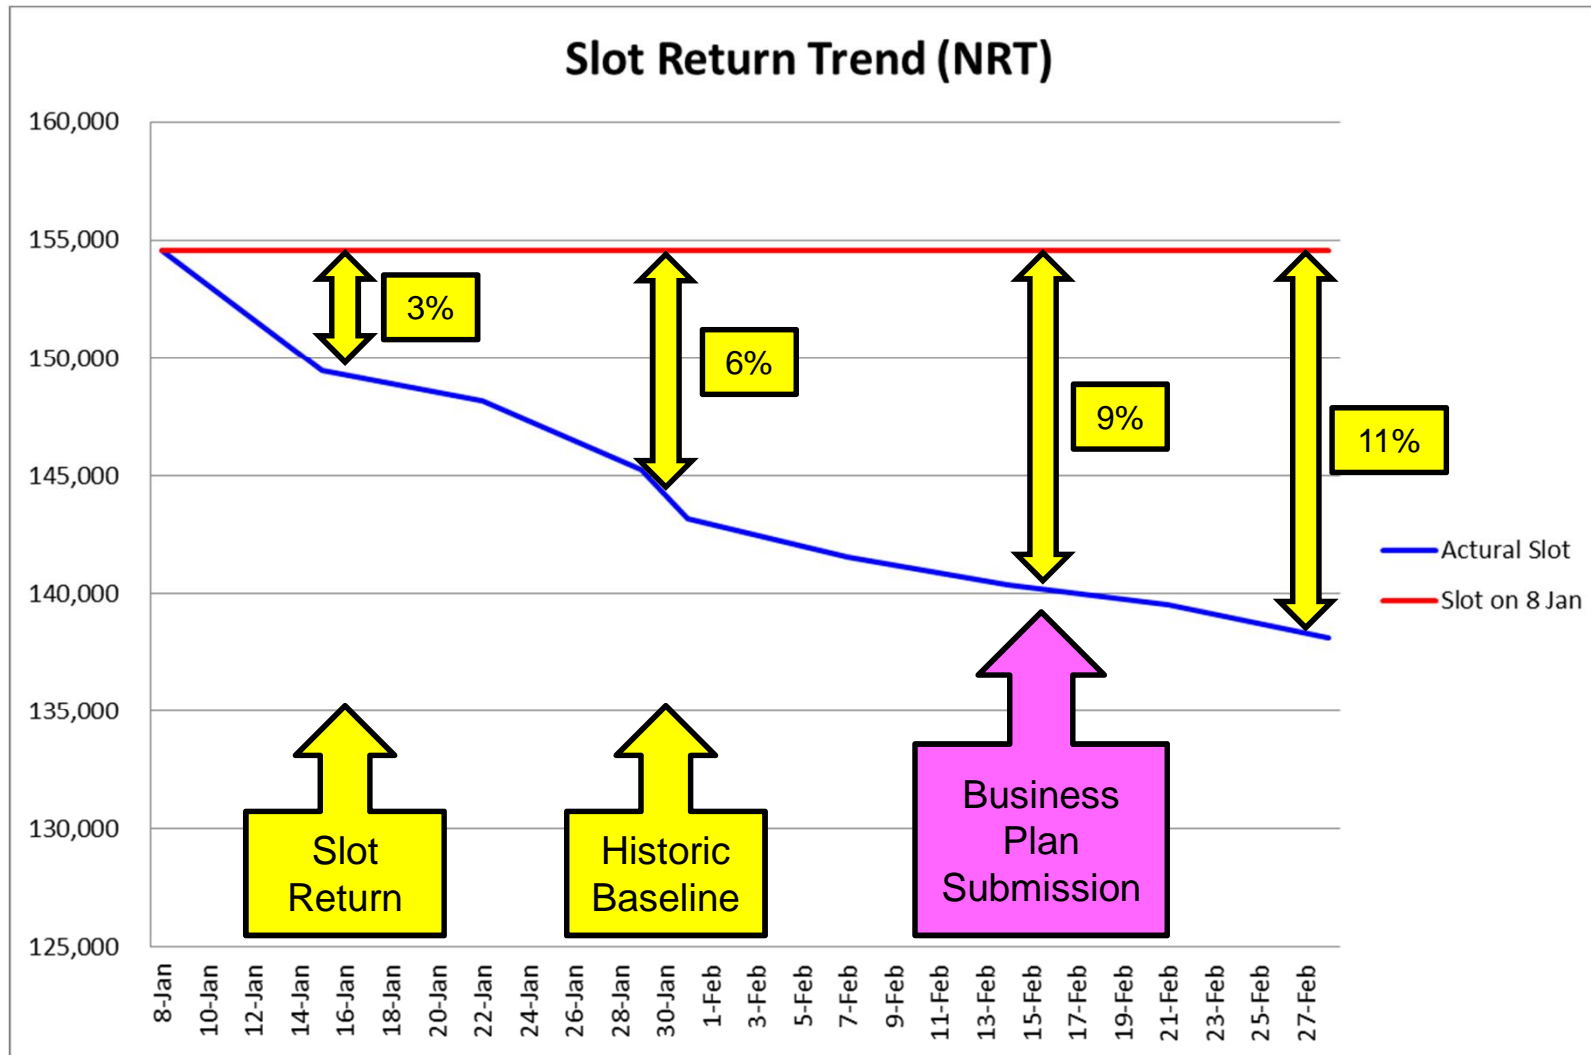 Slot Return Trend (NRT)
160,000
155,000
150,000
145,000
140,000
135,000
130,000
125,000
3%
6%
9%
11%
Actural Slot
Slot on 8 Jan
Slot
Return
Historic
Baseline
Business
Plan
Submission
8-Jan
10-Jan
12-Jan
14-Jan
16-Jan
18-Jan
20-Jan
22-Jan
24-Jan
26-Jan
28-Jan
30-Jan
1-Feb
3-Feb
5-Feb
7-Feb
9-Feb
11-Feb
13-Feb
15-Feb
17-Feb
19-Feb
21-Feb
23-Feb
25-Feb
27-Feb